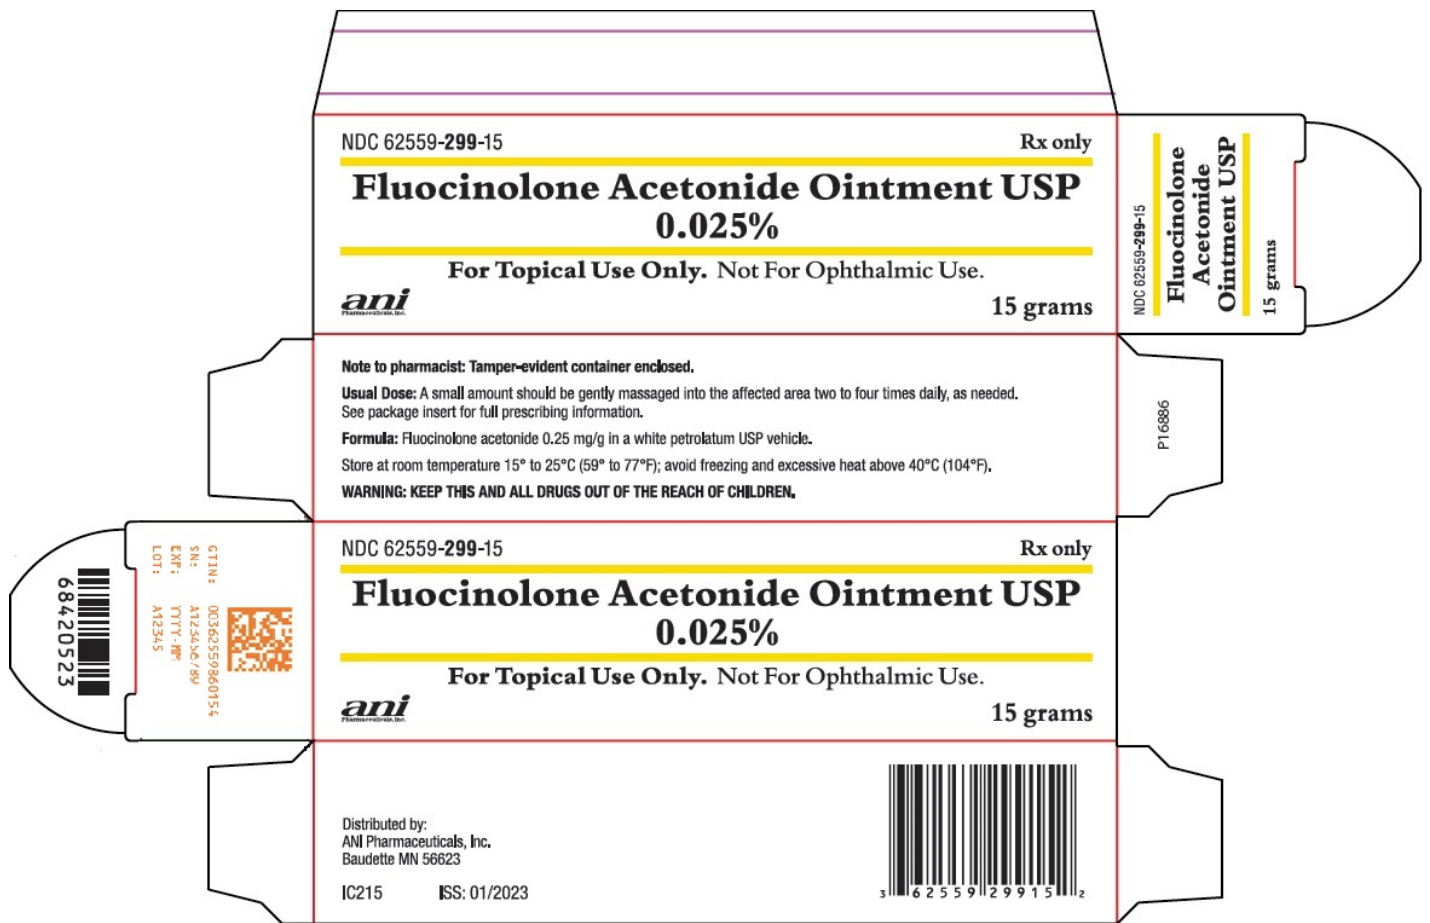 NDC 62559-299-15
Rx only
Fluocinolone Acetonide Ointment USP
0.025%
For Topical Use Only. Not For Ophthalmic Use.
ani
Pharmaceuticals, Inc.
15 grams
NDC 62559-299-15
Fluocinolone
Acetonide
Ointment USP
15 grams
Note to pharmacist: Tamper-evident container enclosed.
Usual Dose: A small amount should be gently massaged into the affected area two to four times daily, as needed.
See package insert for full prescribing information.
Formula: Fluocinolone acetonide 0.25 mg/g in a white petrolatum USP vehicle.
Store at room temperature 15° to 25°C (59° to 77°F); avoid freezing and excessive heat above 40°C (104°F).
WARNING: KEEP THIS AND ALL DRUGS OUT OF THE REACH OF CHILDREN.
P16886
68420523
GTIN: 00362559860154
SN: A123456789
EXP: YYYY-MM
LOT: A12345
NDC 62559-299-15
Rx only
Fluocinolone Acetonide Ointment USP
0.025%
For Topical Use Only. Not For Ophthalmic Use.
ani
Pharmaceuticals, Inc.
15 grams
Distributed by:
ANI Pharmaceuticals, Inc.
Baudette MN 56623
IC215 ISS: 01/2023
3 62559 29915 2